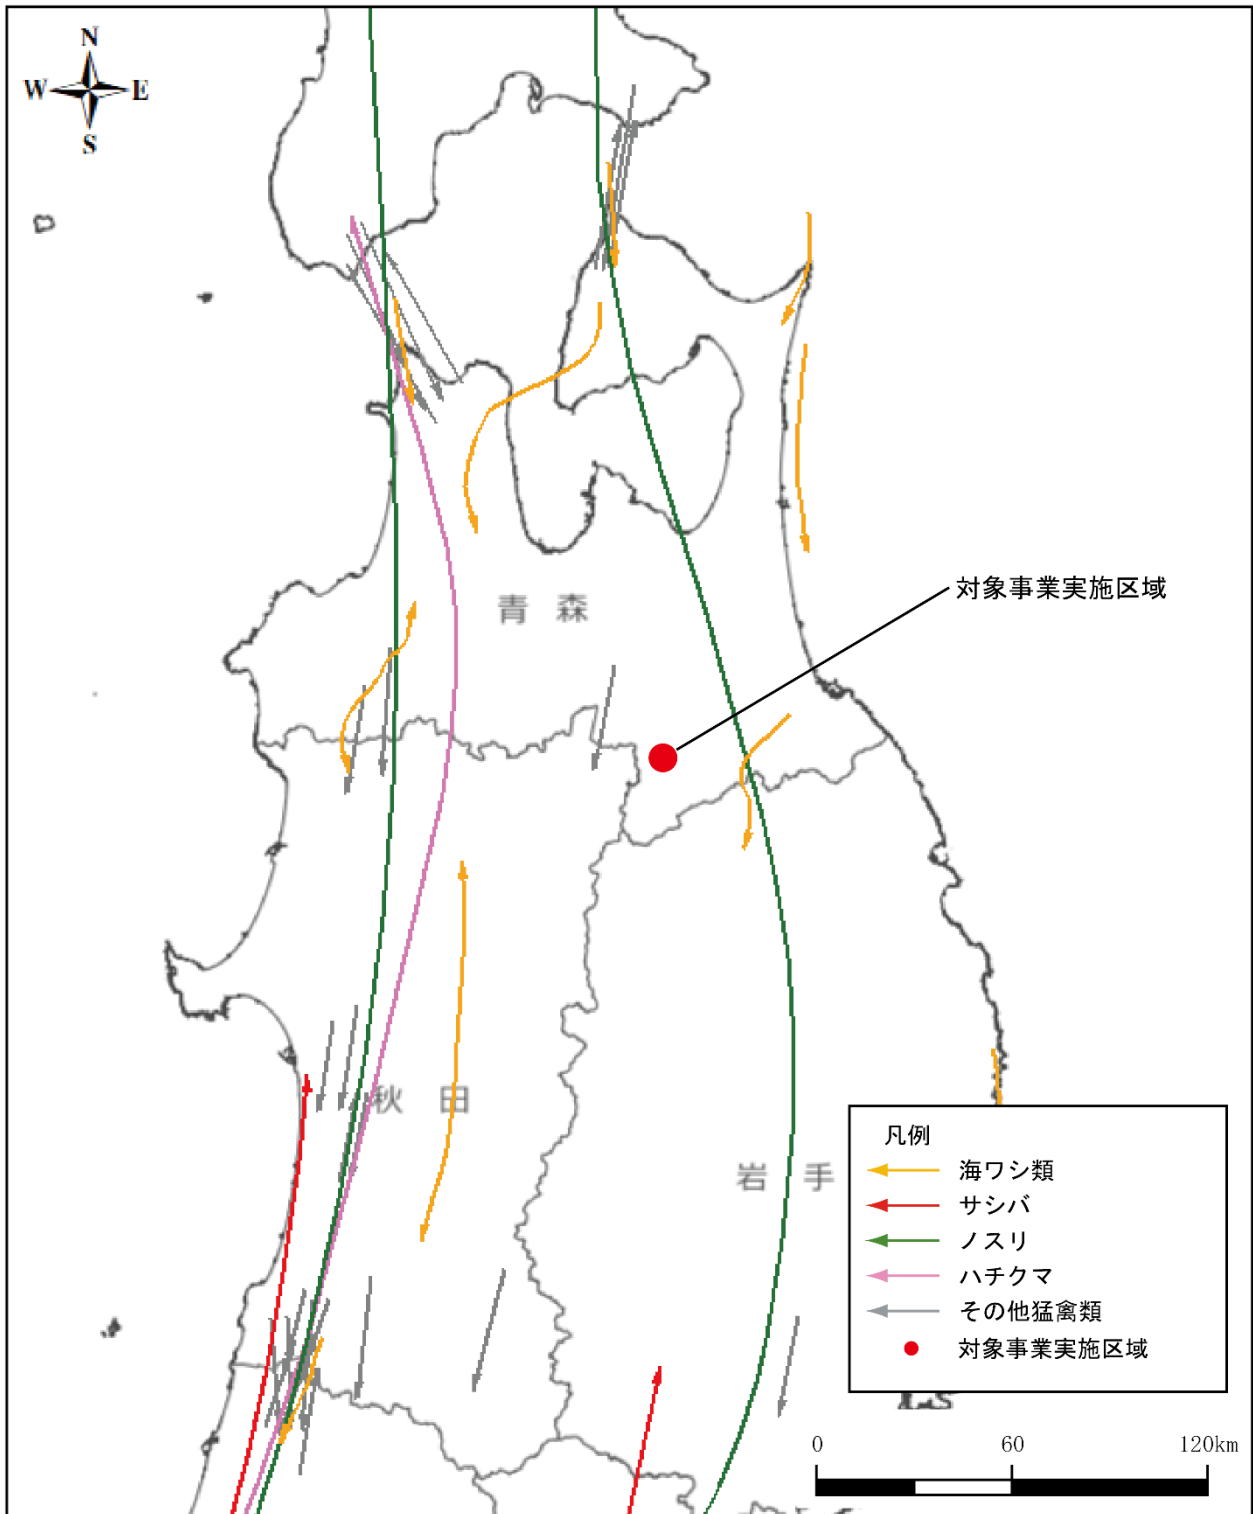 N
W E
S
対象事業実施区域
青森
秋田
岩手
凡例
海ワシ類
サシバ
ノスリ
ハチクマ
その他猛禽類
対象事業実施区域
0 60 120km